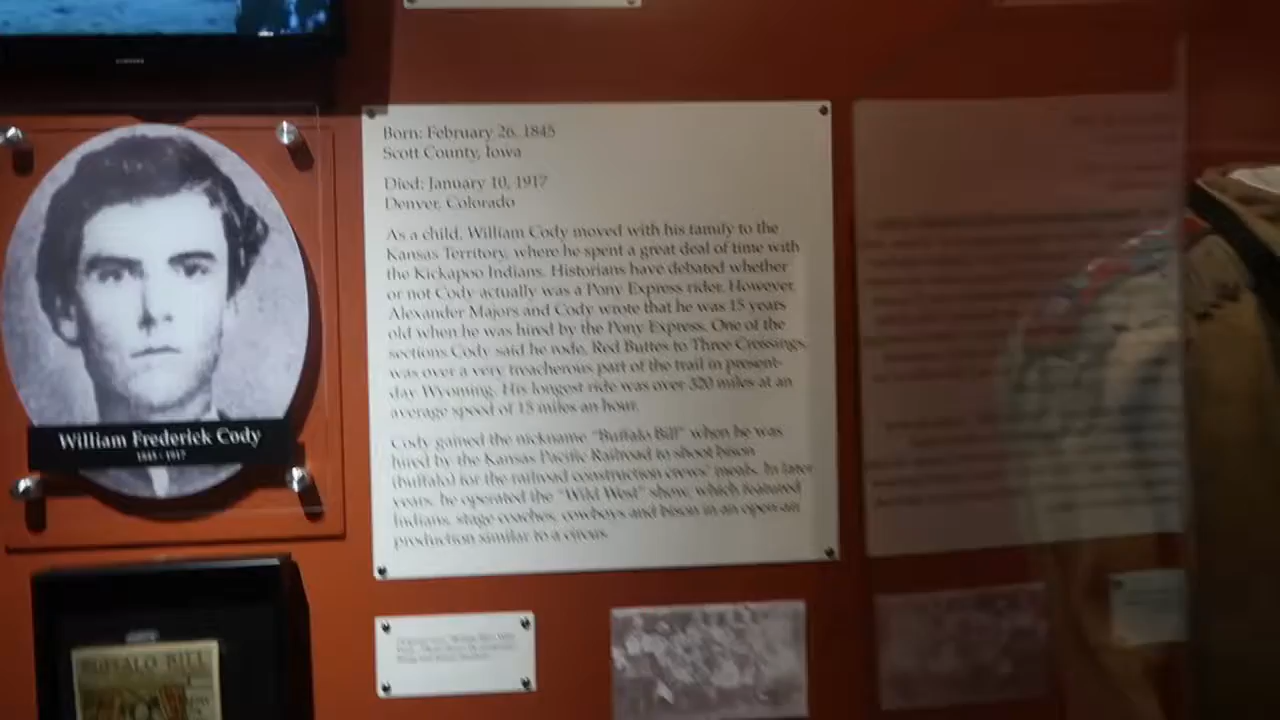 Born: February 26, 1845
Scott County, Iowa
Died: January 10, 1917
Denver, Colorado
As a child, William Cody moved with his family to the
Kansas Territory, where he spent a great deal of time with
the Kickapoo Indians. Historians have debated whether
or not Cody actually was a Pony Express rider. However,
Alexander Majors and Cody wrote that he was 15 years
old when he was hired by the Pony Express. One of the
sections Cody said he rode, Red Buttes to Three Crossings,
was over a very treacherous part of the trail in present-
day Wyoming. His longest ride was over 320 miles at an
average speed of 15 miles an hour.
Cody gained the nickname "Buffalo Bill" when he was
hired by the Kansas Pacific Railroad to shoot bison
(buffalo) for the railroad construction crews' meals. In later
years, he operated the "Wild West" show, which featured
Indians, stage coaches, cowboys and bison in an open-air
production similar to a circus.
William Frederick Cody
1845 - 1917
BUFFALO BILL